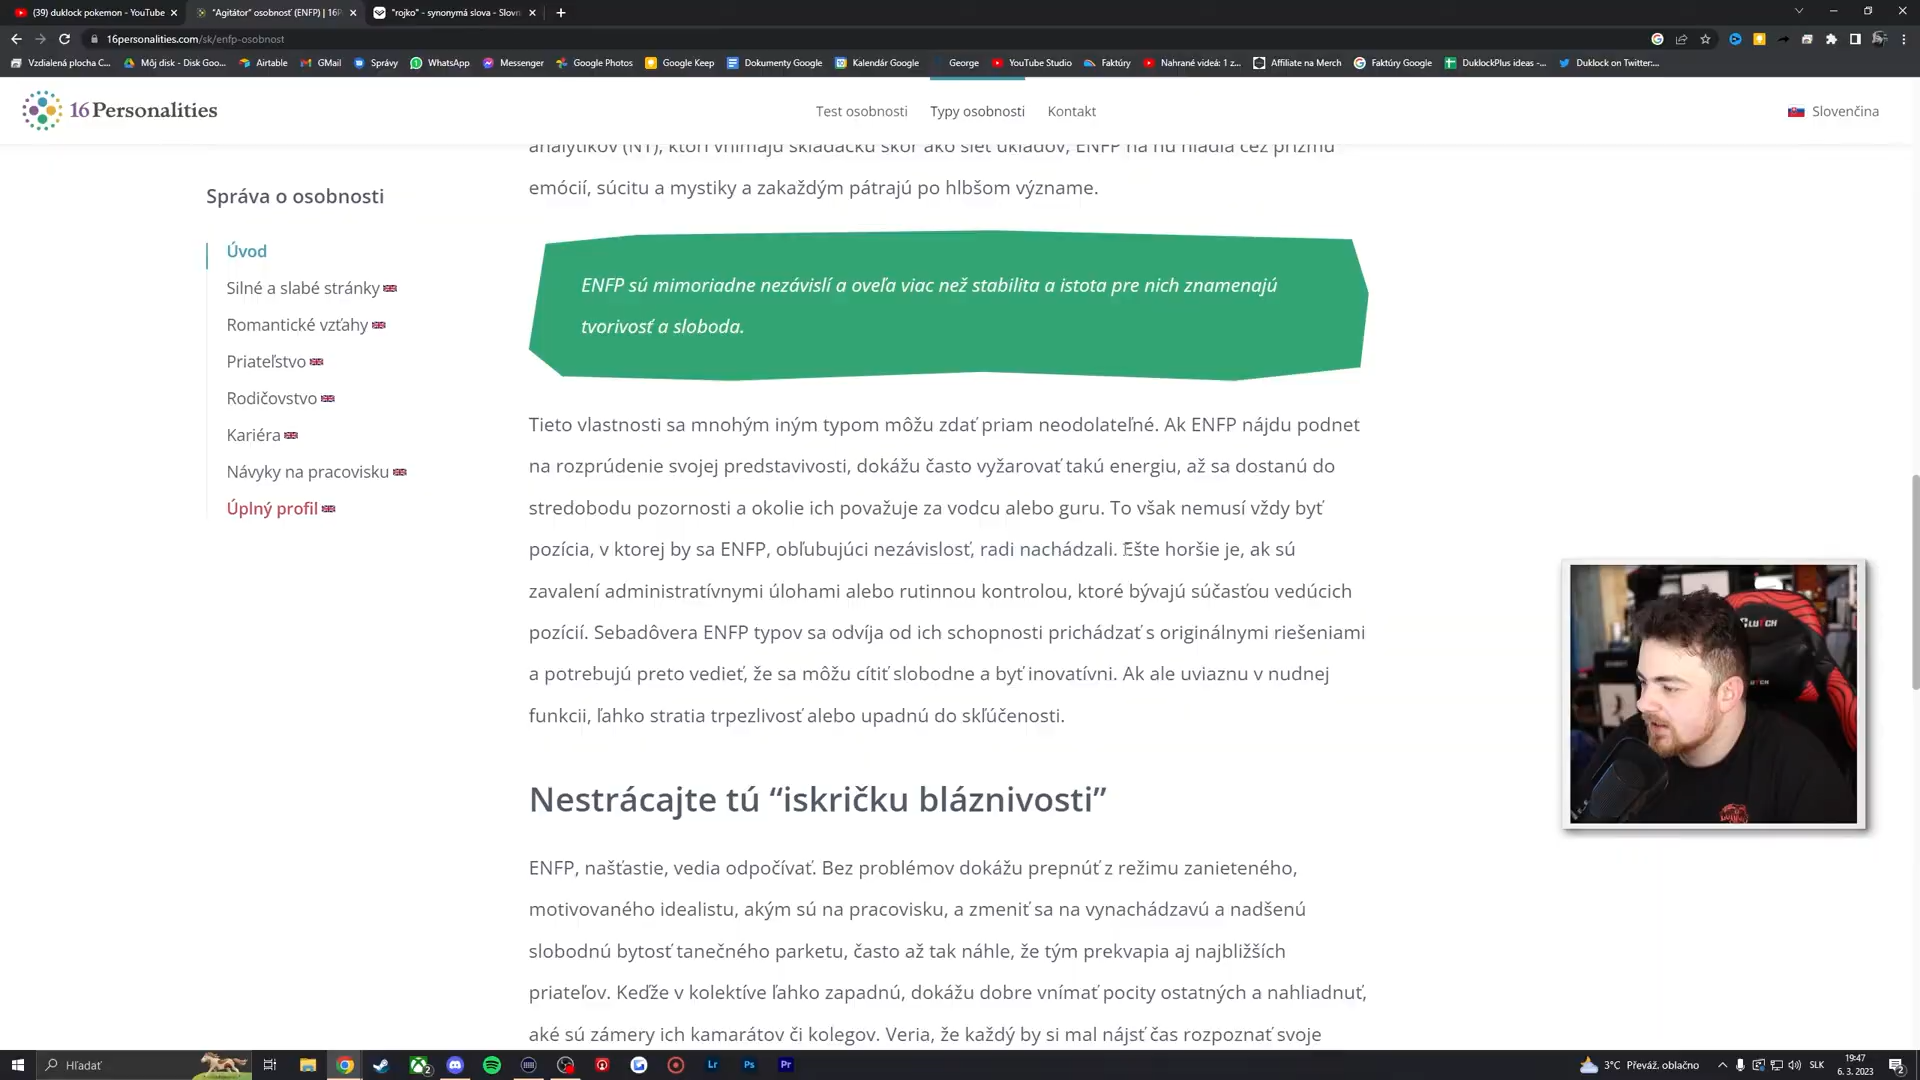 (39) duklock pokemon - YouTube
"Agitátor" osobnosť (ENFP) | 16P
"rojko" - synonymá slova - Slovn
16personalities.com/sk/enfp-osobnost
Vzdialená plocha C...
Môj disk - Disk Goo...
Airtable
GMail
Správy
WhatsApp
Messenger
Google Photos
Google Keep
Dokumenty Google
Kalendár Google
George
YouTube Studio
Faktúry
Nahrané videá: 1 z...
Affiliate na Merch
Faktúry Google
DuklockPlus ideas -...
Duklock on Twitter:...
16Personalities
Test osobnosti
Typy osobnosti
Kontakt
Slovenčina
Správa o osobnosti
Úvod
Silné a slabé stránky
Romantické vzťahy
Priateľstvo
Rodičovstvo
Kariéra
Návyky na pracovisku
Úplný profil
analytikov (NT), ktorí vnímajú skladačku skôr ako sieť úkladov, ENFP na ňu hľadia cez prizmu
emócií, súcitu a mystiky a zakaždým pátrajú po hlbšom význame.
ENFP sú mimoriadne nezávislí a oveľa viac než stabilita a istota pre nich znamenajú
tvorivosť a sloboda.
Tieto vlastnosti sa mnohým iným typom môžu zdať priam neodolateľné. Ak ENFP nájdu podnet
na rozprúdenie svojej predstavivosti, dokážu často vyžarovať takú energiu, až sa dostanú do
stredobodu pozornosti a okolie ich považuje za vodcu alebo guru. To však nemusí vždy byť
pozícia, v ktorej by sa ENFP, obľubujúci nezávislosť, radi nachádzali. Ešte horšie je, ak sú
zavalení administratívnymi úlohami alebo rutinnou kontrolou, ktoré bývajú súčasťou vedúcich
pozícií. Sebadôvera ENFP typov sa odvíja od ich schopnosti prichádzať s originálnymi riešeniami
a potrebujú preto vedieť, že sa môžu cítiť slobodne a byť inovatívni. Ak ale uviaznu v nudnej
funkcii, ľahko stratia trpezlivosť alebo upadnú do skľúčenosti.
Nestrácajte tú “iskričku bláznivosti”
ENFP, našťastie, vedia odpočívať. Bez problémov dokážu prepnúť z režimu zanieteného,
motivovaného idealistu, akým sú na pracovisku, a zmeniť sa na vynachádzavú a nadšenú
slobodnú bytosť tanečného parketu, často až tak náhle, že tým prekvapia aj najbližších
priateľov. Keďže v kolektíve ľahko zapadnú, dokážu dobre vnímať pocity ostatných a nahliadnuť,
aké sú zámery ich kamarátov či kolegov. Veria, že každý by si mal nájsť čas rozpoznať svoje
CLUTCH
Hľadať
2
Lr
Ps
Pr
3°C Prevàž. oblačno
SLK
19:47
6. 3. 2023
2